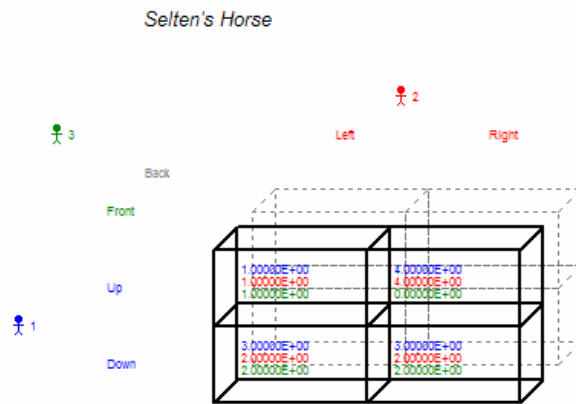 Selten's Horse
2
3
Left Right
Back
Front
1.00000E+00 4.00000E+00
1.00000E+00 4.00000E+00
1.00000E+00 0.00000E+00
Up
1
3.00000E+00 3.00000E+00
2.00000E+00 2.00000E+00
2.00000E+00 2.00000E+00
Down